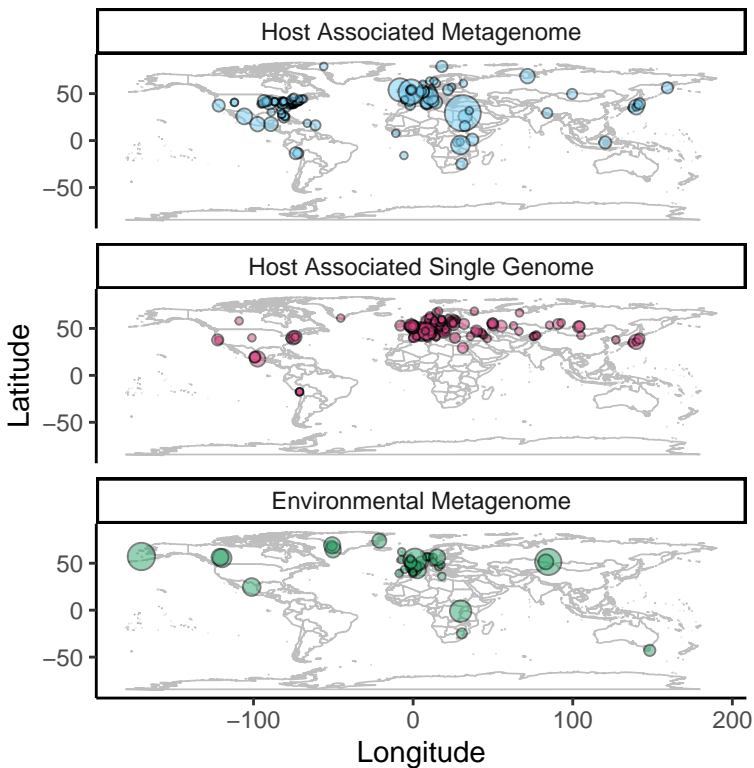 Host Associated Metagenome
50
0
−50
Host Associated Single Genome
50
0
−50
Latitude
Environmental Metagenome
50
0
−50
−100 0 100 200
Longitude